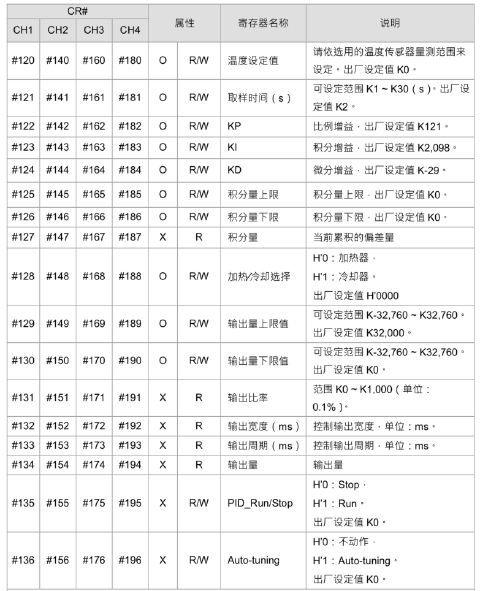 CR# 属性 寄存器名称 说明
CH1 CH2 CH3 CH4
#120 #140 #160 #180 O R/W 温度设定值 请依选用的温度传感器量测范围来
设定。出厂设定值 K0。
#121 #141 #161 #181 O R/W 取样时间（s） 可设定范围 K1 ~ K30（s）。出厂设
定值 K2。
#122 #142 #162 #182 O R/W KP 比例增益，出厂设定值 K121。
#123 #143 #163 #183 O R/W KI 积分增益，出厂设定值 K2,098。
#124 #144 #164 #184 O R/W KD 微分增益，出厂设定值 K-29。
#125 #145 #165 #185 O R/W 积分量上限 积分量上限，出厂设定值 K0。
#126 #146 #166 #186 O R/W 积分量下限 积分量下限，出厂设定值 K0。
#127 #147 #167 #187 X R 积分量 当前累积的偏差量
#128 #148 #168 #188 O R/W 加热/冷却选择 H'0：加热器，
H'1：冷却器。
出厂设定值 H'0000
#129 #149 #169 #189 O R/W 输出量上限值 可设定范围 K-32,760 ~ K32,760。
出厂设定值 K32,000。
#130 #150 #170 #190 O R/W 输出量下限值 可设定范围 K-32,760 ~ K32,760。
出厂设定值 K0。
#131 #151 #171 #191 X R 输出比率 范围 K0 ~ K1,000（单位：
0.1%）。
#132 #152 #172 #192 X R 输出宽度（ms） 控制输出宽度，单位：ms。
#133 #153 #173 #193 X R 输出周期（ms） 控制输出周期，单位：ms。
#134 #154 #174 #194 X R 输出量 输出量
#135 #155 #175 #195 X R/W PID_Run/Stop H'0：Stop，
H'1：Run。
出厂设定值 K0。
#136 #156 #176 #196 X R/W Auto-tuning H'0：不动作，
H'1：Auto-tuning。
出厂设定值 K0。